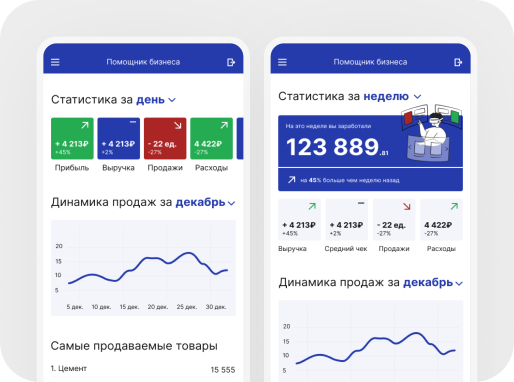 Помощник бизнеса
Статистика за день
+ 4 213₽
+45%
Прибыль
+ 4 213₽
+2%
Выручка
- 22 ед.
-27%
Продажи
4 422₽
-27%
Расходы
Динамика продаж за декабрь
20
15
10
5
5 дек. 10 дек. 15 дек. 20 дек. 25 дек. 30 дек.
Самые продаваемые товары
1. Цемент 15 555
Помощник бизнеса
Статистика за неделю
На это неделе вы заработали
123 889.81
на 45% больше чем неделю назад
+ 4 213₽
+45%
Выручка
+ 4 213₽
+2%
Средний чек
- 22 ед.
-27%
Продажи
4 422₽
-27%
Расходы
Динамика продаж за декабрь
20
15
10
5